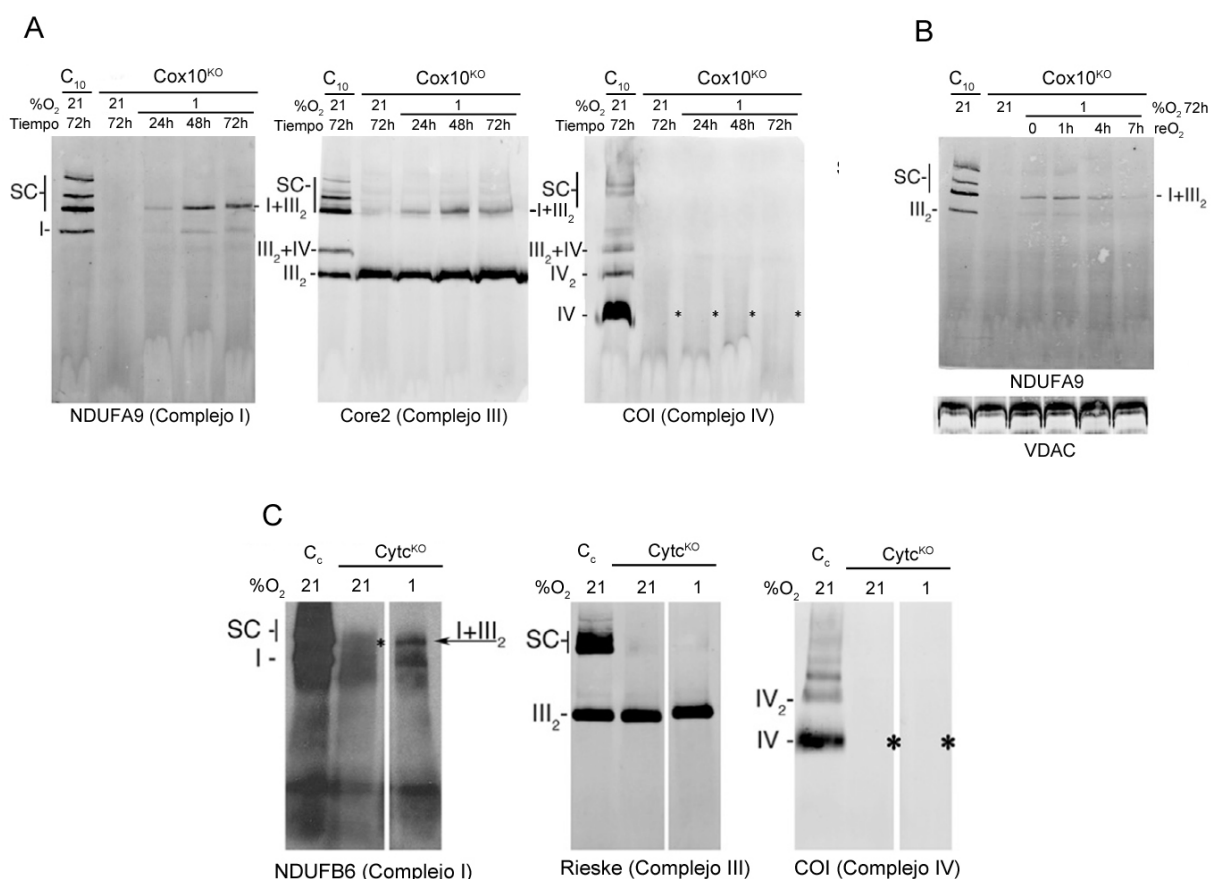 A
C10 Cox10KO
%O2 21 21 1
Tiempo 72h 72h 24h 48h 72h
SC-
I-
- I+III2
NDUFA9 (Complejo I)
C10 Cox10KO
%O2 21 21 1
Tiempo 72h 72h 24h 48h 72h
SC-
-I+III2
III2+IV-
III2 -
Core2 (Complejo III)
C10 Cox10KO
%O2 21 21 1
Tiempo 72h 72h 24h 48h 72h
SC-
III2+IV-
IV2 -
IV - * * * *
COI (Complejo IV)
B
C10 Cox10KO
21 21 1 %O2 72h
0 1h 4h 7h reO2
SC-
III2-
- I+III2
NDUFA9
VDAC
C
Cc CytcKO
%O2 21 21 1
SC -
* I+III2
I -
NDUFB6 (Complejo I)
Cc CytcKO
%O2 21 21 1
SC-
III2-
Rieske (Complejo III)
Cc CytcKO
%O2 21 21 1
IV2-
IV - * *
COI (Complejo IV)